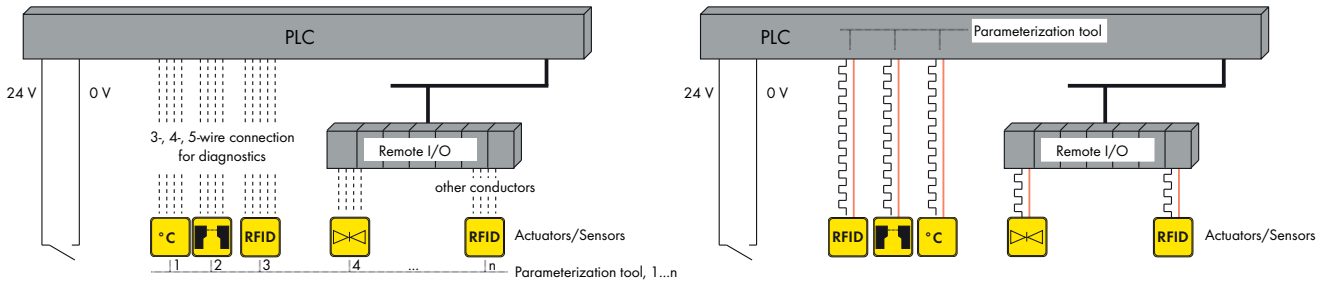 PLC
24 V
0 V
3-, 4-, 5-wire connection
for diagnostics
Remote I/O
other conductors
°C
RFID
RFID
Actuators/Sensors
1
2
3
4
...
n
Parameterization tool, 1...n
PLC
Parameterization tool
24 V
0 V
Remote I/O
RFID
°C
RFID
Actuators/Sensors